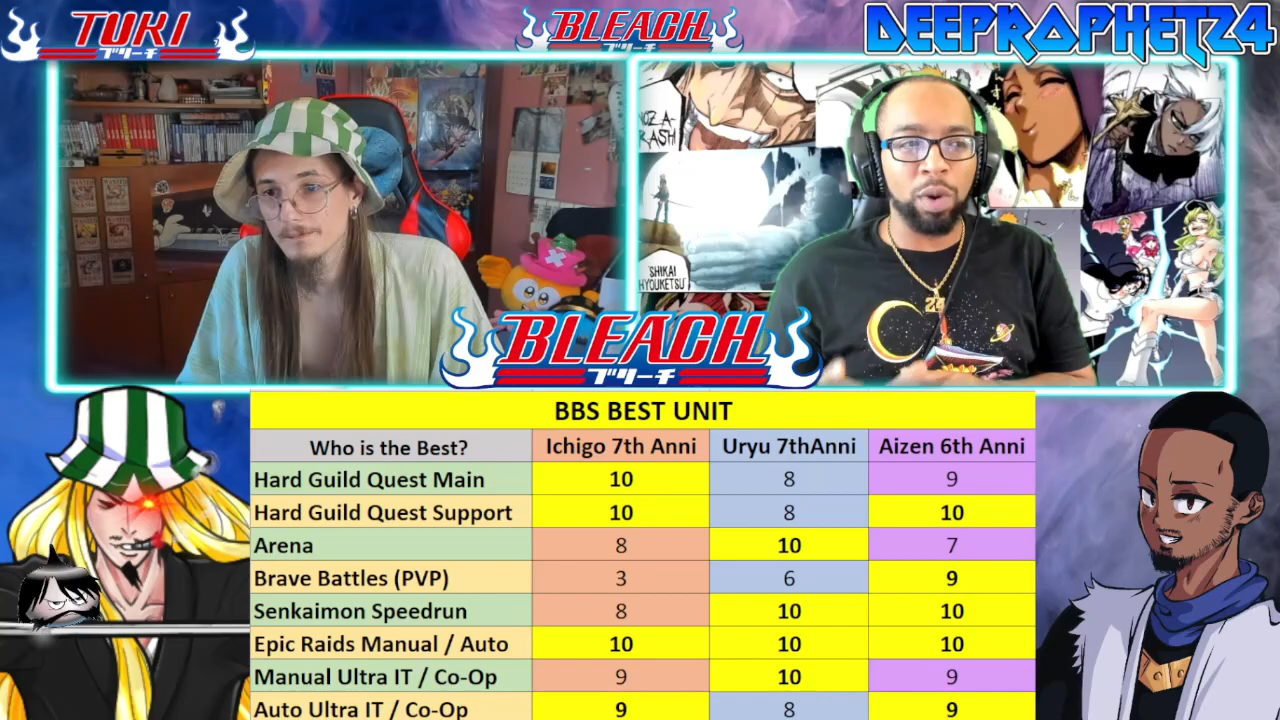 TUKI
ブリーチ
BLEACH
ブリーチ
DEEPROPHET24
NOZA-
RASHI
SHIKAI
HYOUKETSU
BLEACH
ブリーチ
BBS BEST UNIT
Who is the Best? Ichigo 7th Anni Uryu 7thAnni Aizen 6th Anni
Hard Guild Quest Main 10 8 9
Hard Guild Quest Support 10 8 10
Arena 8 10 7
Brave Battles (PVP) 3 6 9
Senkaimon Speedrun 8 10 10
Epic Raids Manual / Auto 10 10 10
Manual Ultra IT / Co-Op 9 10 9
Auto Ultra IT / Co-Op 9 8 9